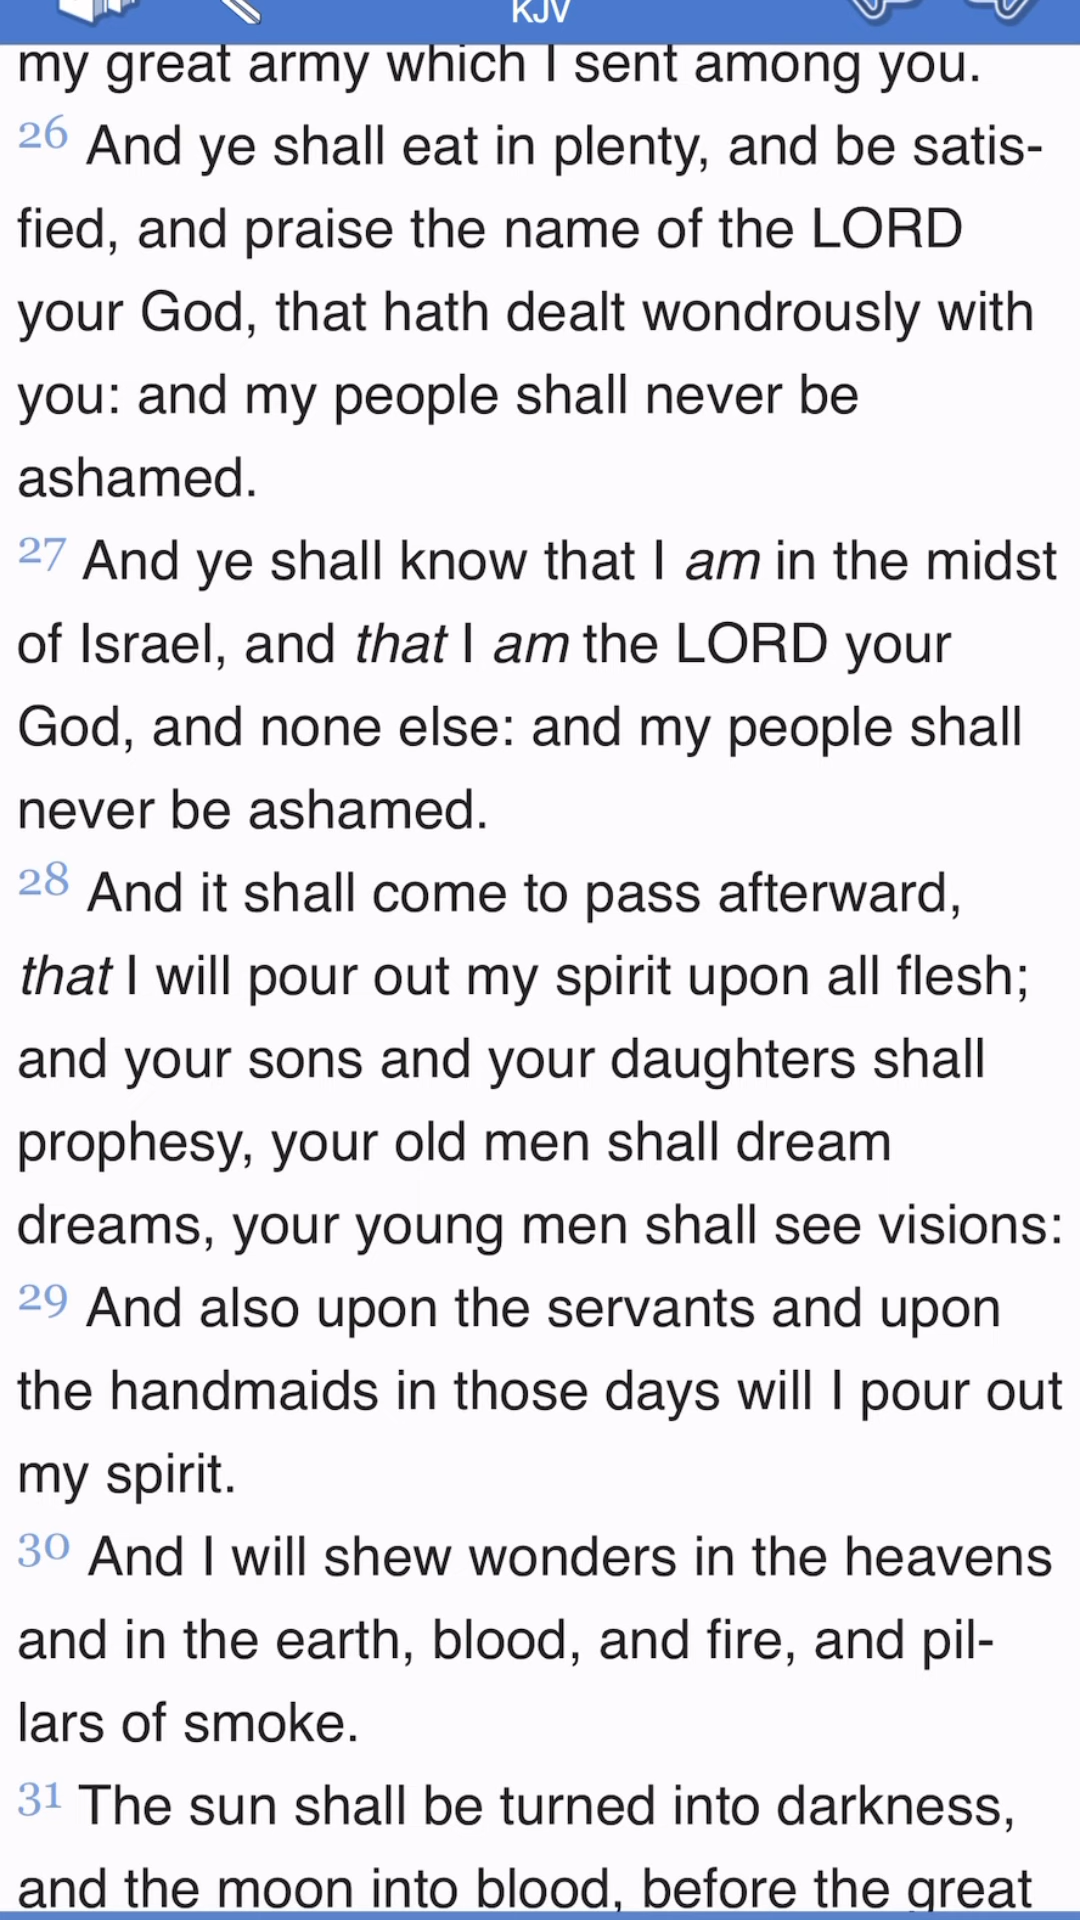 KJV
my great army which I sent among you.
26 And ye shall eat in plenty, and be satis-
fied, and praise the name of the LORD
your God, that hath dealt wondrously with
you: and my people shall never be
ashamed.
27 And ye shall know that I am in the midst
of Israel, and that I am the LORD your
God, and none else: and my people shall
never be ashamed.
28 And it shall come to pass afterward,
that I will pour out my spirit upon all flesh;
and your sons and your daughters shall
prophesy, your old men shall dream
dreams, your young men shall see visions:
29 And also upon the servants and upon
the handmaids in those days will I pour out
my spirit.
30 And I will shew wonders in the heavens
and in the earth, blood, and fire, and pil-
lars of smoke.
31 The sun shall be turned into darkness,
and the moon into blood, before the great